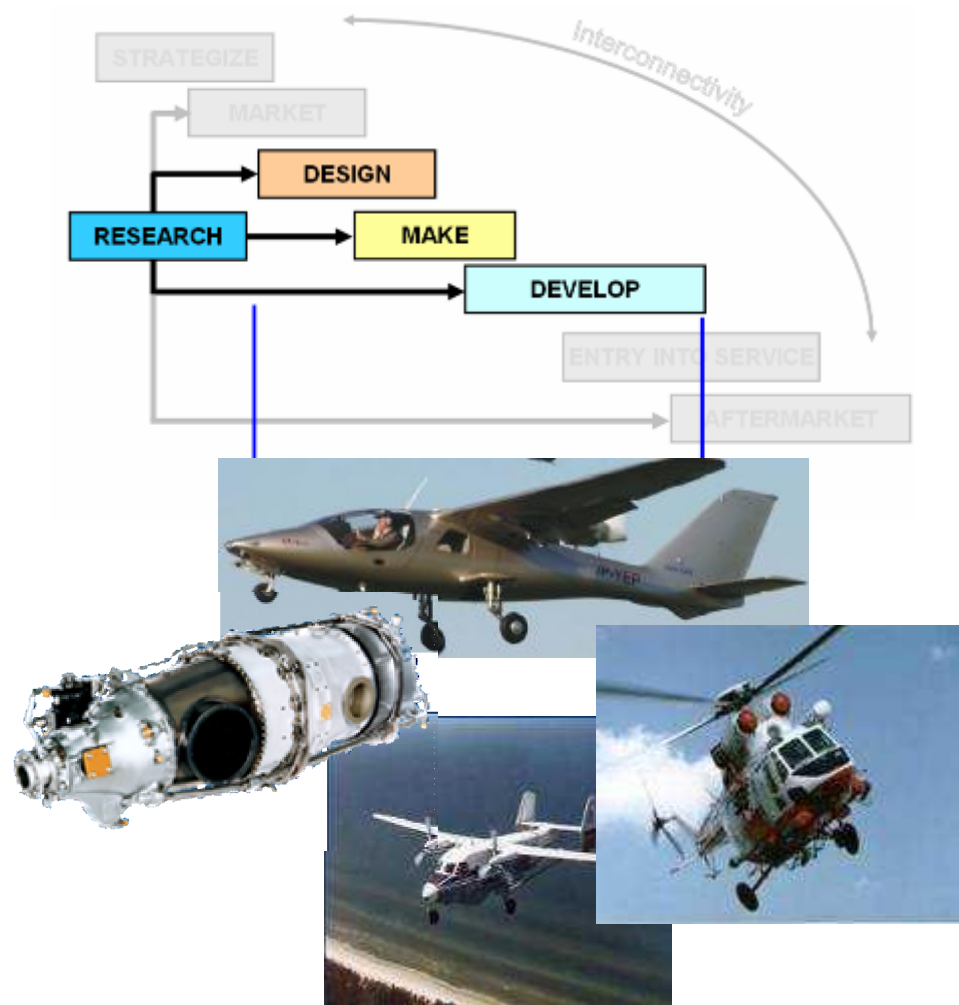 Interconnectivity
STRATEGIZE
MARKET
DESIGN
RESEARCH
MAKE
DEVELOP
ENTRY INTO SERVICE
AFTERMARKET